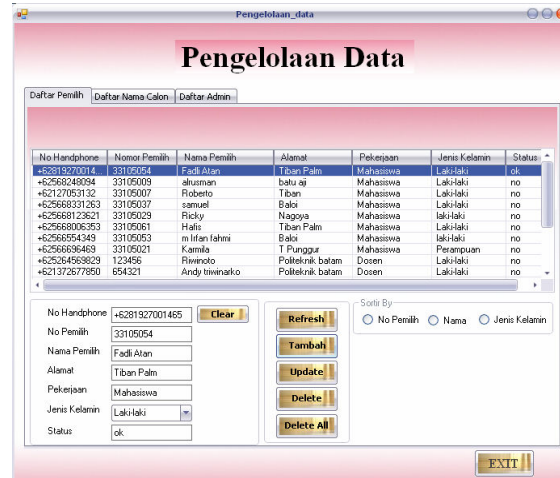 Pengelolaan_data
Pengelolaan Data
Daftar Pemilih Daftar Nama Calon Daftar Admin
No Handphone Nomor Pemilih Nama Pemilih Alamat Pekerjaan Jenis Kelamin Status
+62819270014... 33105054 Fadli Atan Tiban Palm Mahasiswa Laki-laki ok
+62568248094 33105009 alrusman batu aji Mahasiswa Laki-laki no
+62127053132 33105007 Roberto Tiban Mahasiswa Laki-laki no
+625668331263 33105037 samuel Baloi Mahasiswa Laki-laki no
+625668123621 33105029 Ricky Nagoya Mahasiswa laki-laki no
+625668006353 33105061 Hafis Tiban Palm Mahasiswa Laki-laki no
+62566554349 33105053 m Irfan fahmi Baloi Mahasiswa laki-laki no
+62566696469 33105021 Karmila T Punggur Mahasiswa Perampuan no
+625264569829 123456 Riwinoto Politeknik batam Dosen Laki-laki no
+621372677850 654321 Andy triwinarko Politeknik batam Dosen Laki-laki no
No Handphone +6281927001465 Clear
No Pemilih 33105054
Nama Pemilih Fadli Atan
Alamat Tiban Palm
Pekerjaan Mahasiswa
Jenis Kelamin Laki-laki
Status ok
Refresh
Tambah
Update
Delete
Delete All
Sortir By
No Pemilih Nama Jenis Kelamin
EXIT